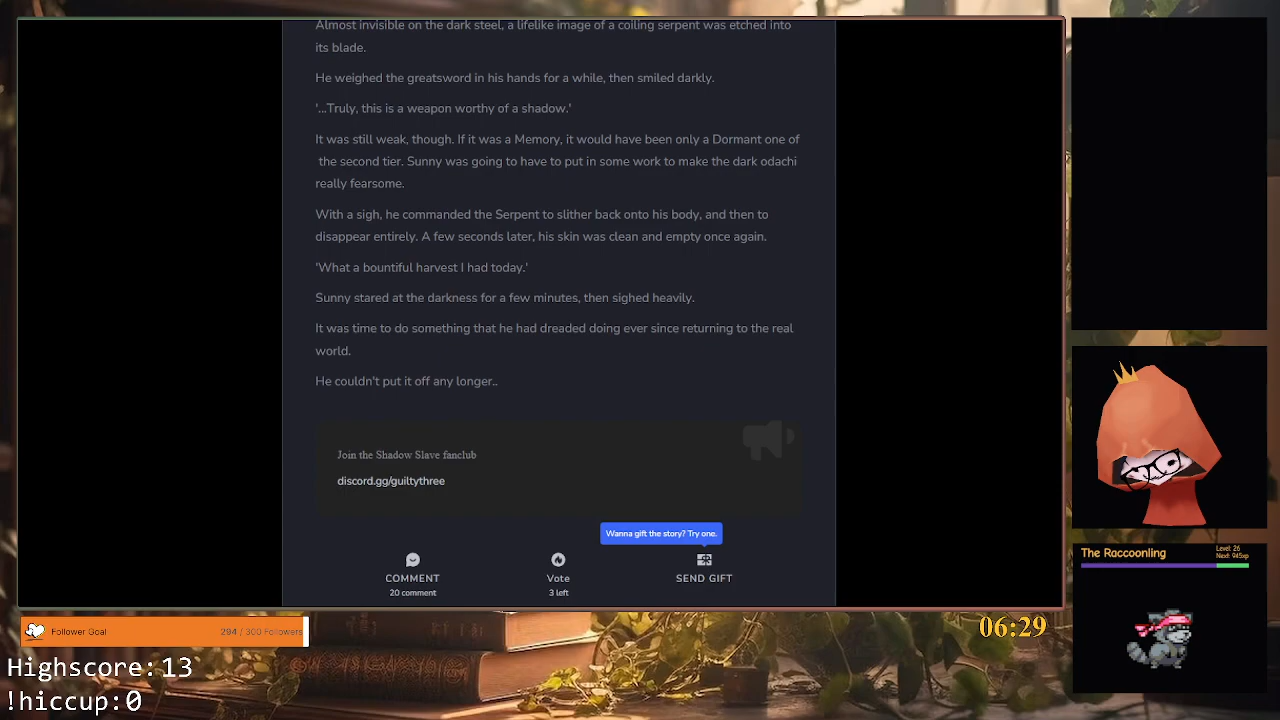 Almost invisible on the dark steel, a lifelike image of a coiling serpent was etched into
its blade.
He weighed the greatsword in his hands for a while, then smiled darkly.
'...Truly, this is a weapon worthy of a shadow.'
It was still weak, though. If it was a Memory, it would have been only a Dormant one of
the second tier. Sunny was going to have to put in some work to make the dark odachi
really fearsome.
With a sigh, he commanded the Serpent to slither back onto his body, and then to
disappear entirely. A few seconds later, his skin was clean and empty once again.
'What a bountiful harvest I had today.'
Sunny stared at the darkness for a few minutes, then sighed heavily.
It was time to do something that he had dreaded doing ever since returning to the real
world.
He couldn't put it off any longer..
Join the Shadow Slave fanclub
discord.gg/guiltythree
Wanna gift the story? Try one.
COMMENT
20 comment
Vote
3 left
SEND GIFT
The Raccoonling
Level: 26
Next: 945xp
Follower Goal
294 / 300 Followers
06:29
Highscore:13
!hiccup:0